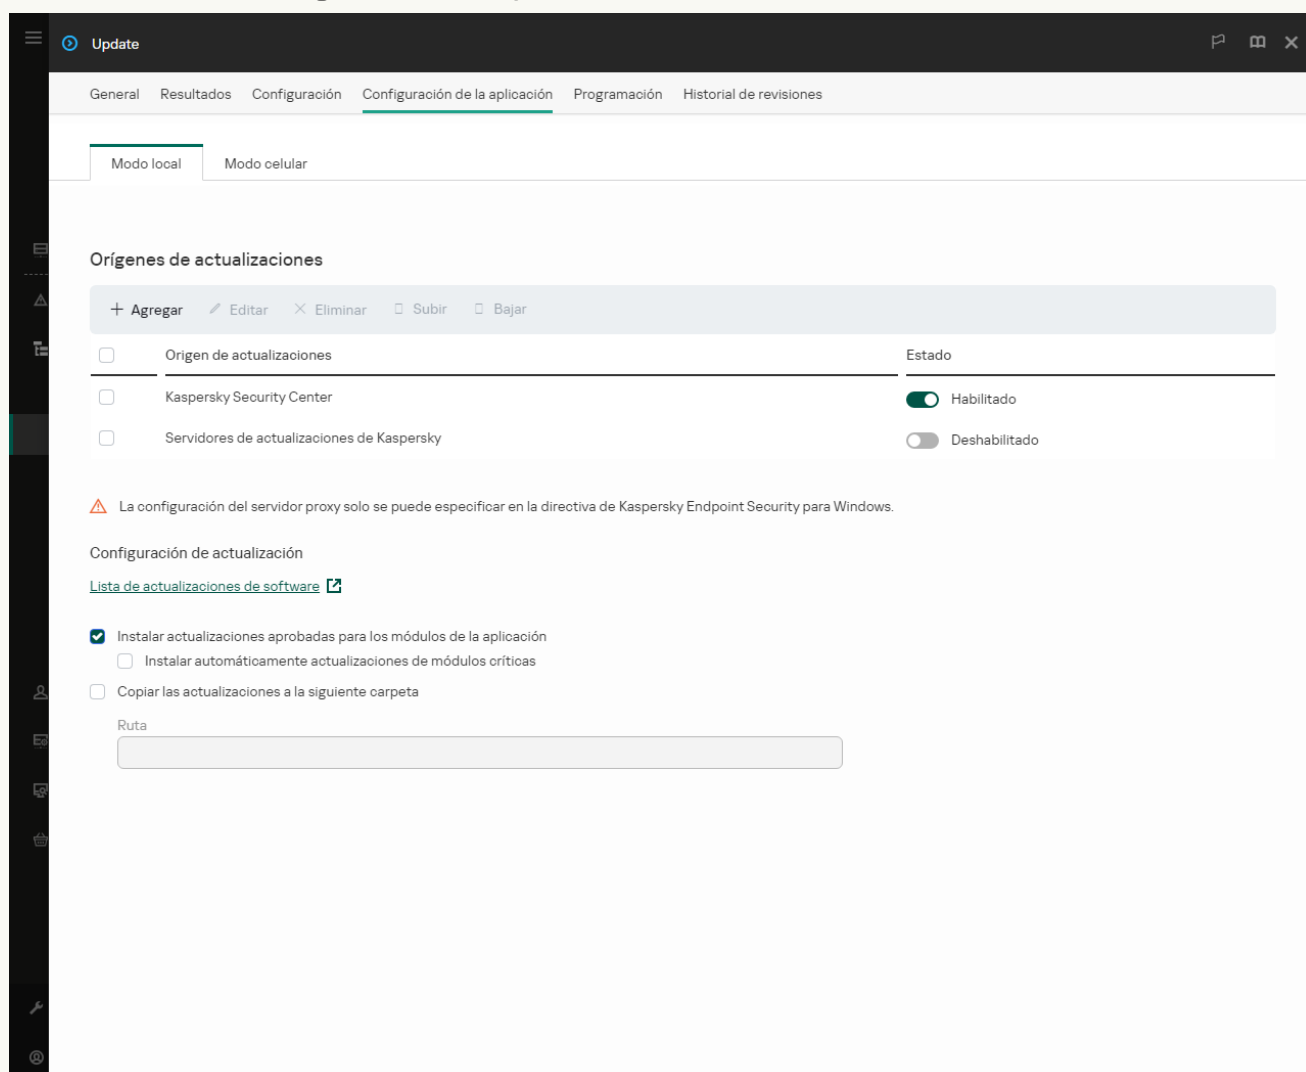 Update
General Resultados Configuración Configuración de la aplicación Programación Historial de revisiones
Modo local Modo celular
Orígenes de actualizaciones
Agregar Editar Eliminar Subir Bajar
Origen de actualizaciones Estado
Kaspersky Security Center Habilitado
Servidores de actualizaciones de Kaspersky Deshabilitado
La configuración del servidor proxy solo se puede especificar en la directiva de Kaspersky Endpoint Security para Windows.
Configuración de actualización
Lista de actualizaciones de software
Instalar actualizaciones aprobadas para los módulos de la aplicación
Instalar automáticamente actualizaciones de módulos críticas
Copiar las actualizaciones a la siguiente carpeta
Ruta